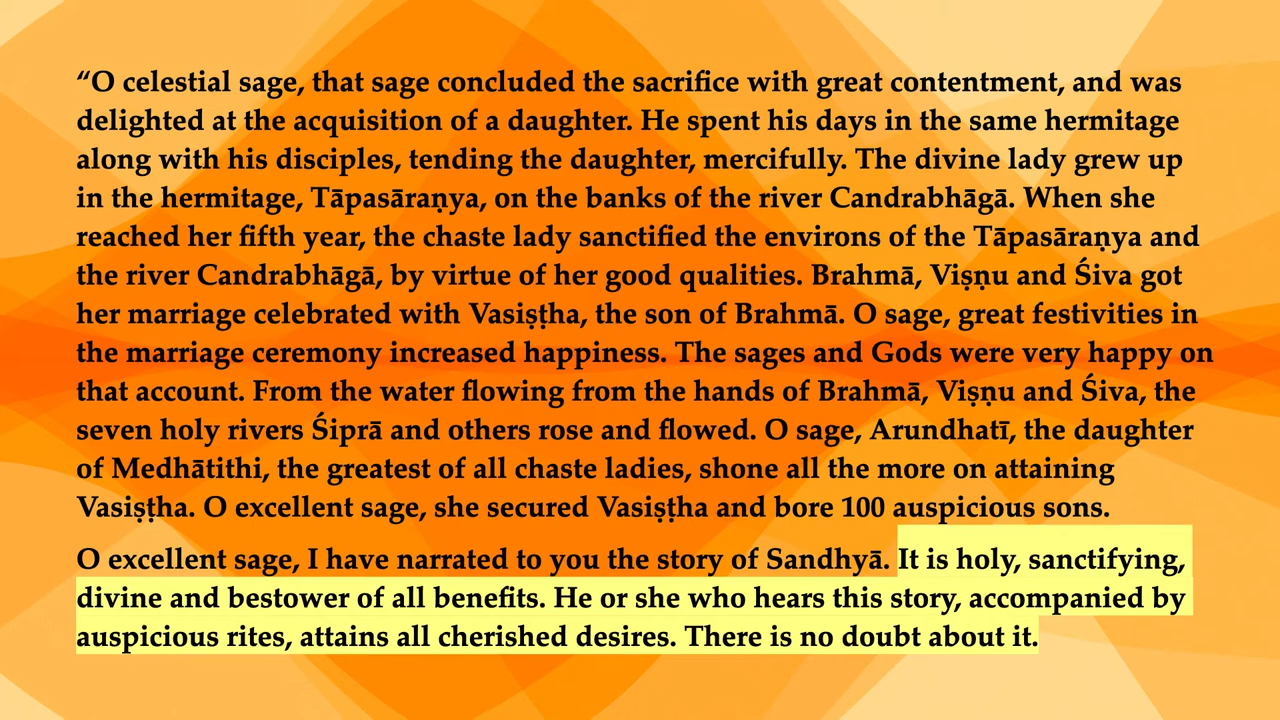 “O celestial sage, that sage concluded the sacrifice with great contentment, and was
delighted at the acquisition of a daughter. He spent his days in the same hermitage
along with his disciples, tending the daughter, mercifully. The divine lady grew up
in the hermitage, Tāpasāraṇya, on the banks of the river Candrabhāgā. When she
reached her fifth year, the chaste lady sanctified the environs of the Tāpasāraṇya and
the river Candrabhāgā, by virtue of her good qualities. Brahmā, Viṣṇu and Śiva got
her marriage celebrated with Vasiṣṭha, the son of Brahmā. O sage, great festivities in
the marriage ceremony increased happiness. The sages and Gods were very happy on
that account. From the water flowing from the hands of Brahmā, Viṣṇu and Śiva, the
seven holy rivers Śiprā and others rose and flowed. O sage, Arundhatī, the daughter
of Medhātithi, the greatest of all chaste ladies, shone all the more on attaining
Vasiṣṭha. O excellent sage, she secured Vasiṣṭha and bore 100 auspicious sons.
O excellent sage, I have narrated to you the story of Sandhyā. It is holy, sanctifying,
divine and bestower of all benefits. He or she who hears this story, accompanied by
auspicious rites, attains all cherished desires. There is no doubt about it.